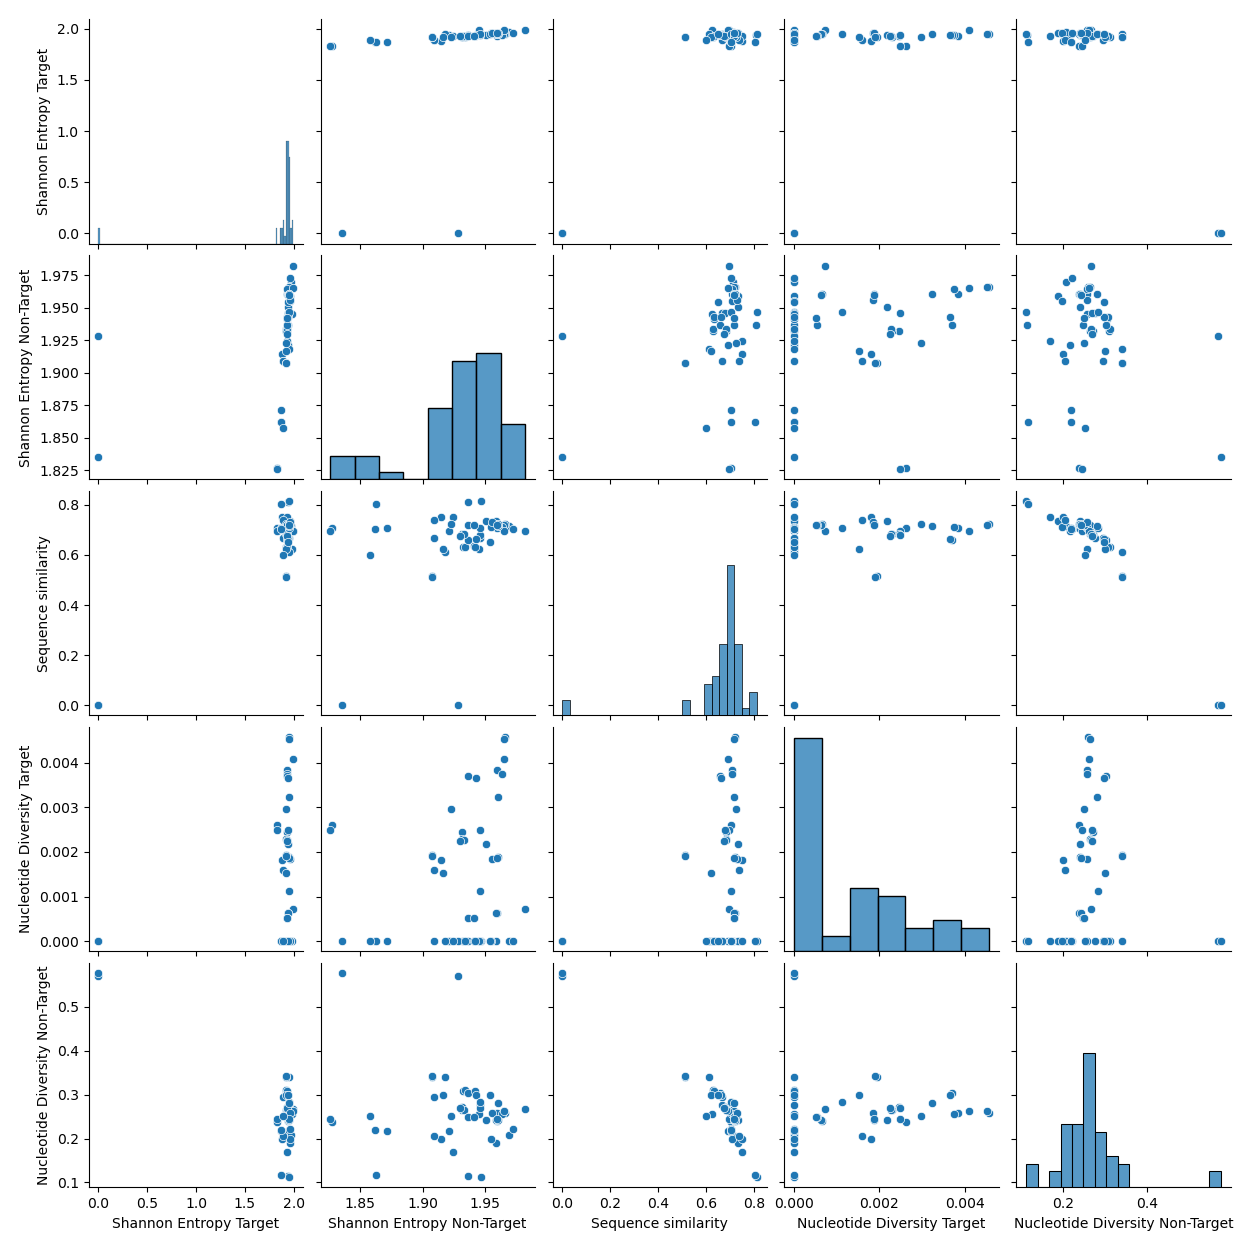 Shannon Entropy Target
2.0
1.5
1.0
0.5
0.0
Shannon Entropy Non-Target
1.975
1.950
1.925
1.900
1.875
1.850
1.825
Sequence similarity
0.8
0.6
0.4
0.2
0.0
Nucleotide Diversity Target
0.004
0.003
0.002
0.001
0.000
Nucleotide Diversity Non-Target
0.5
0.4
0.3
0.2
0.1
0.0 0.5 1.0 1.5 2.0
Shannon Entropy Target
1.85 1.90 1.95
Shannon Entropy Non-Target
0.0 0.2 0.4 0.6 0.8
Sequence similarity
0.000 0.002 0.004
Nucleotide Diversity Target
0.2 0.4
Nucleotide Diversity Non-Target